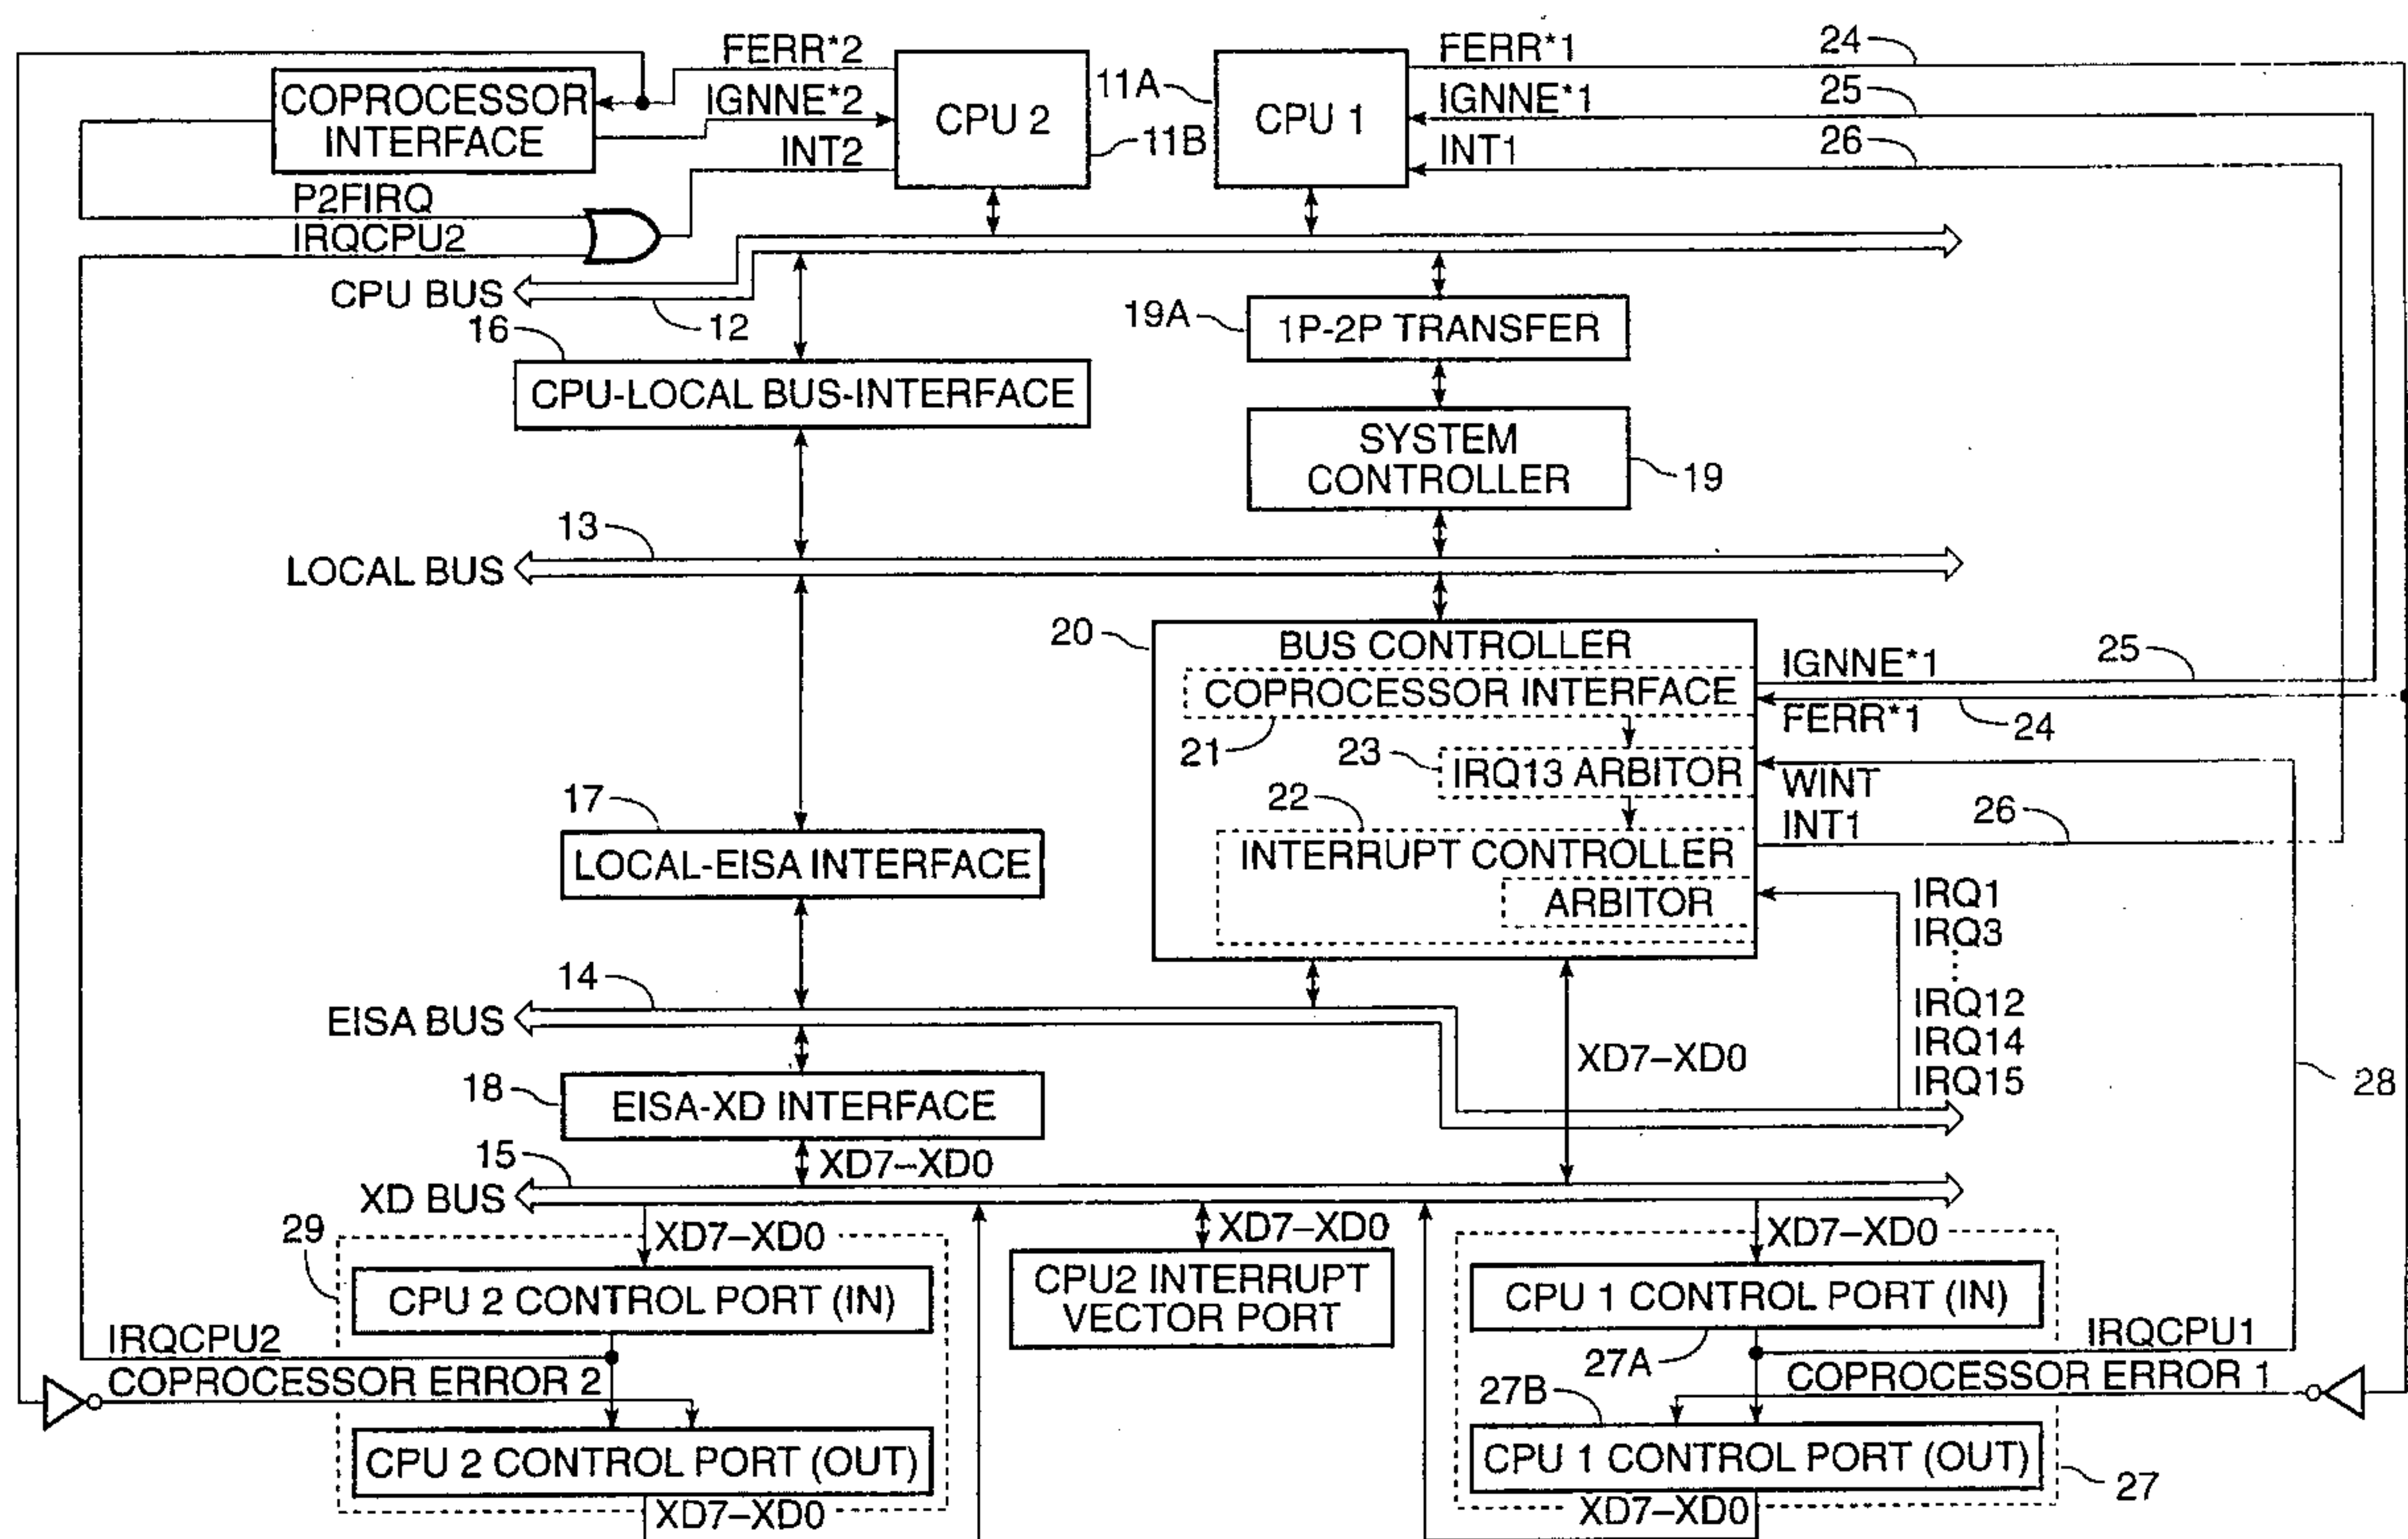 FERR*2
FERR*1
24
COPROCESSOR
INTERFACE
IGNNE*2
CPU 2
11A
CPU 1
IGNNE*1
25
INT2
11B
INT1
26
P2FIRQ
IRQCPU2
CPU BUS
12
16
19A
1P-2P TRANSFER
CPU-LOCAL BUS-INTERFACE
SYSTEM
CONTROLLER
19
13
LOCAL BUS
20
BUS CONTROLLER
IGNNE*1
25
COPROCESSOR INTERFACE
FERR*1
24
21
23
IRQ13 ARBITOR
WINT
17
22
INT1
26
LOCAL-EISA INTERFACE
INTERRUPT CONTROLLER
ARBITOR
IRQ1
IRQ3
IRQ12
IRQ14
IRQ15
14
EISA BUS
XD7–XD0
28
18
EISA-XD INTERFACE
15
XD7–XD0
XD BUS
29
XD7–XD0
XD7–XD0
XD7–XD0
CPU 2 CONTROL PORT (IN)
CPU2 INTERRUPT
VECTOR PORT
CPU 1 CONTROL PORT (IN)
IRQCPU2
27A
IRQCPU1
COPROCESSOR ERROR 2
27B
COPROCESSOR ERROR 1
CPU 2 CONTROL PORT (OUT)
CPU 1 CONTROL PORT (OUT)
27
XD7–XD0
XD7–XD0